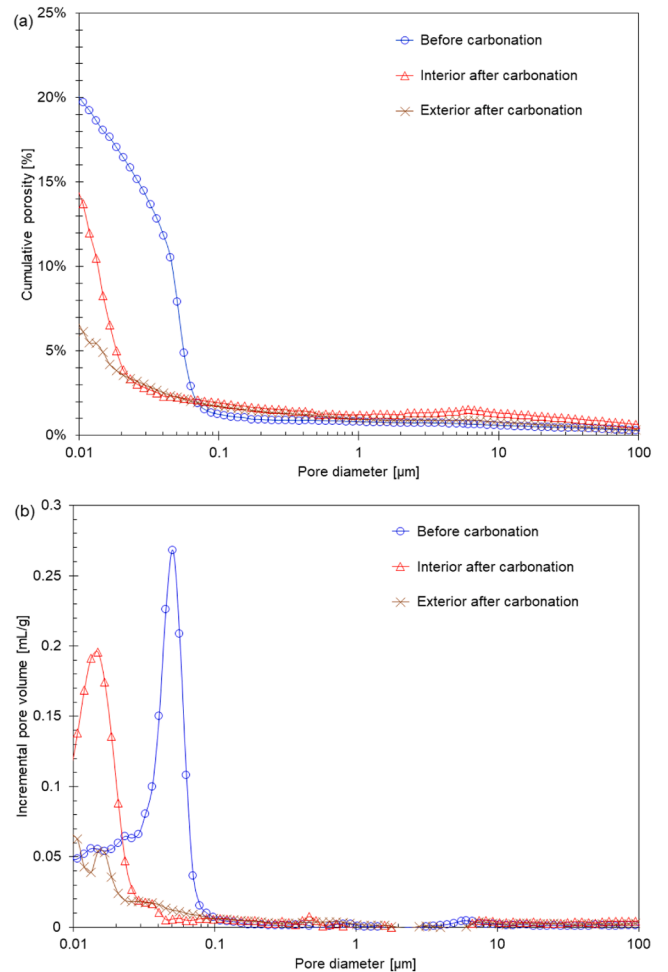 (a)
25%
20%
15%
10%
5%
0%
Cumulative porosity [%]
Before carbonation
Interior after carbonation
Exterior after carbonation
0.01
0.1
1
10
100
Pore diameter [µm]
(b)
0.3
0.25
0.2
0.15
0.1
0.05
0
Incremental pore volume [mL/g]
Before carbonation
Interior after carbonation
Exterior after carbonation
0.01
0.1
1
10
100
Pore diameter [µm]